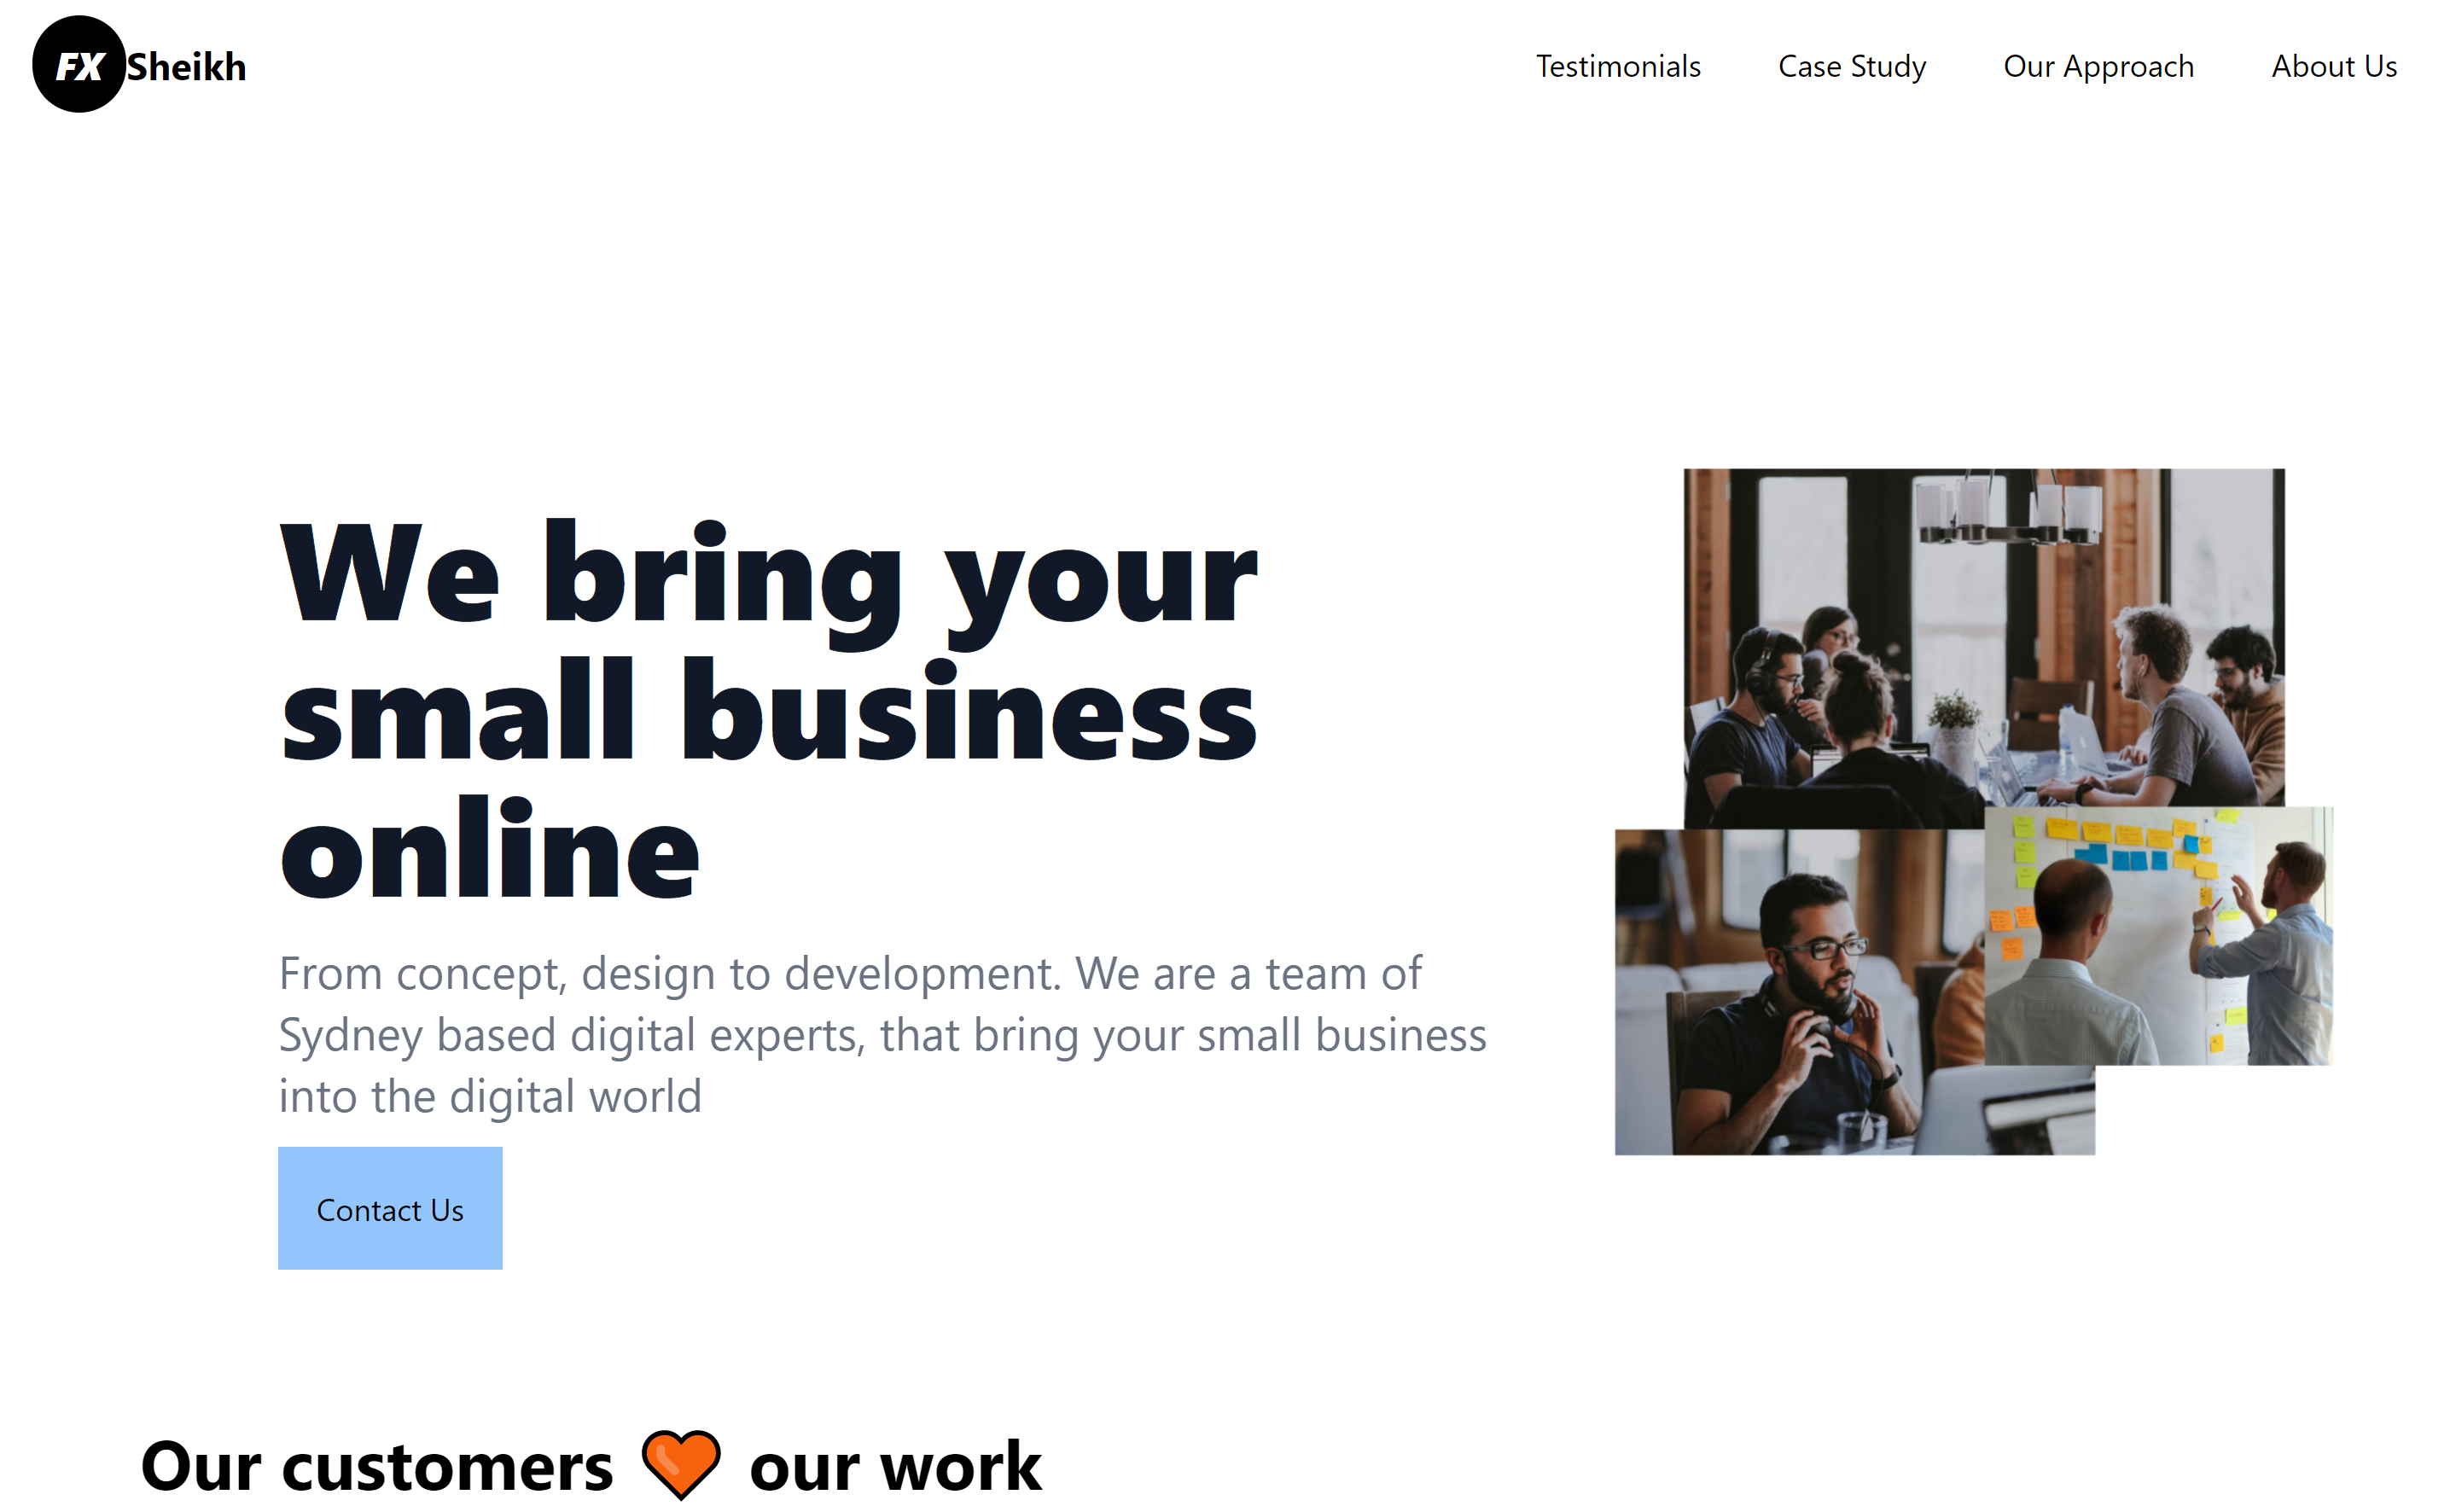 FX Sheikh
Testimonials Case Study Our Approach About Us
We bring your
small business
online
From concept, design to development. We are a team of
Sydney based digital experts, that bring your small business
into the digital world
Contact Us
Our customers 🧡 our work